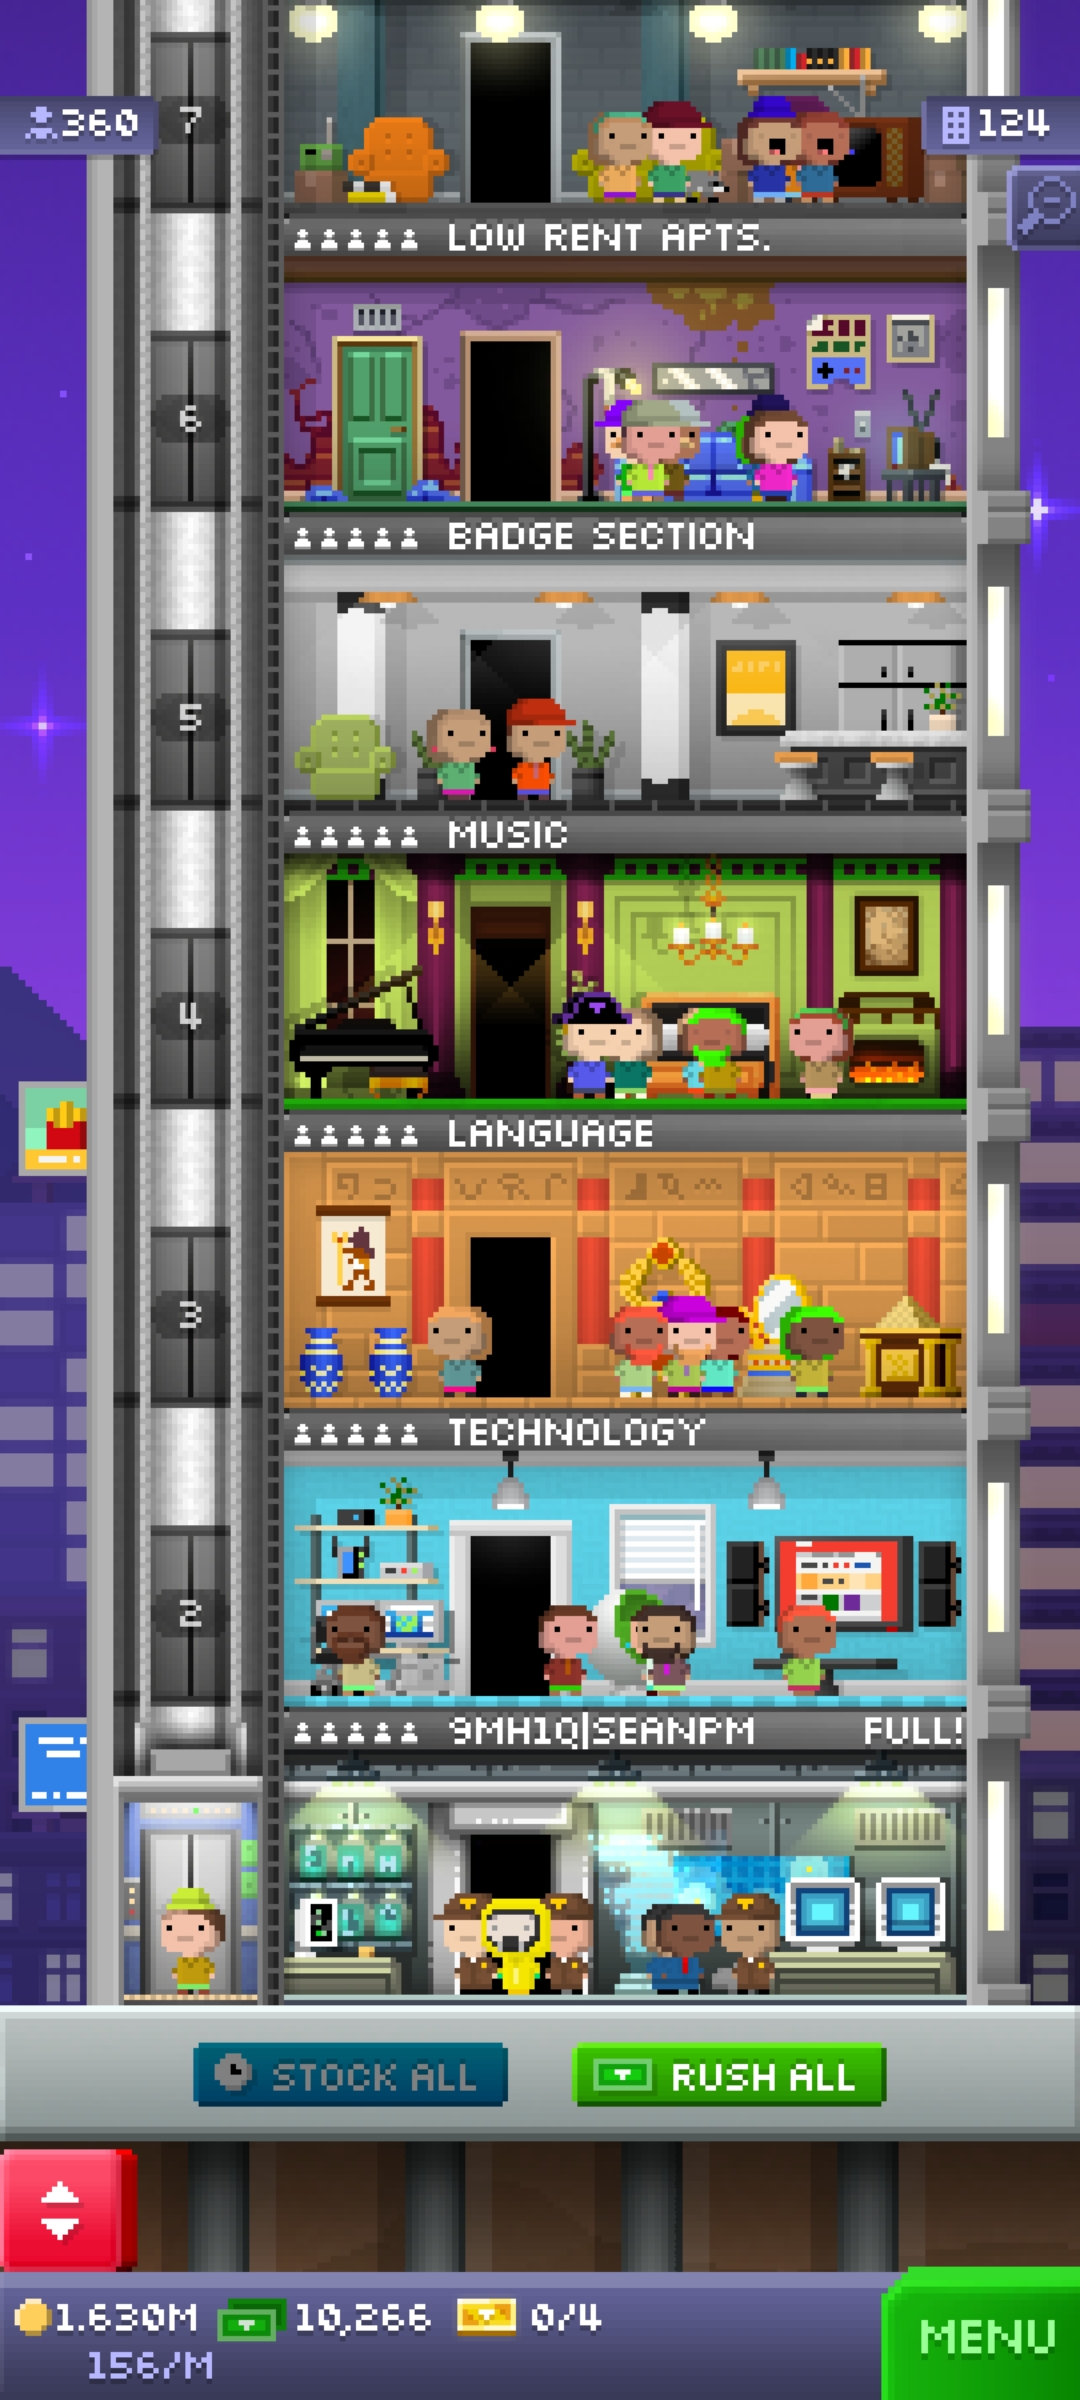 7
360
124
LOW RENT APTS.
6
BADGE SECTION
5
MUSIC
4
LANGUAGE
3
TECHNOLOGY
2
9MH1Q|SEANPM FULL!
STOCK ALL
RUSH ALL
1.630M 10,266 0/4
156/M
MENU